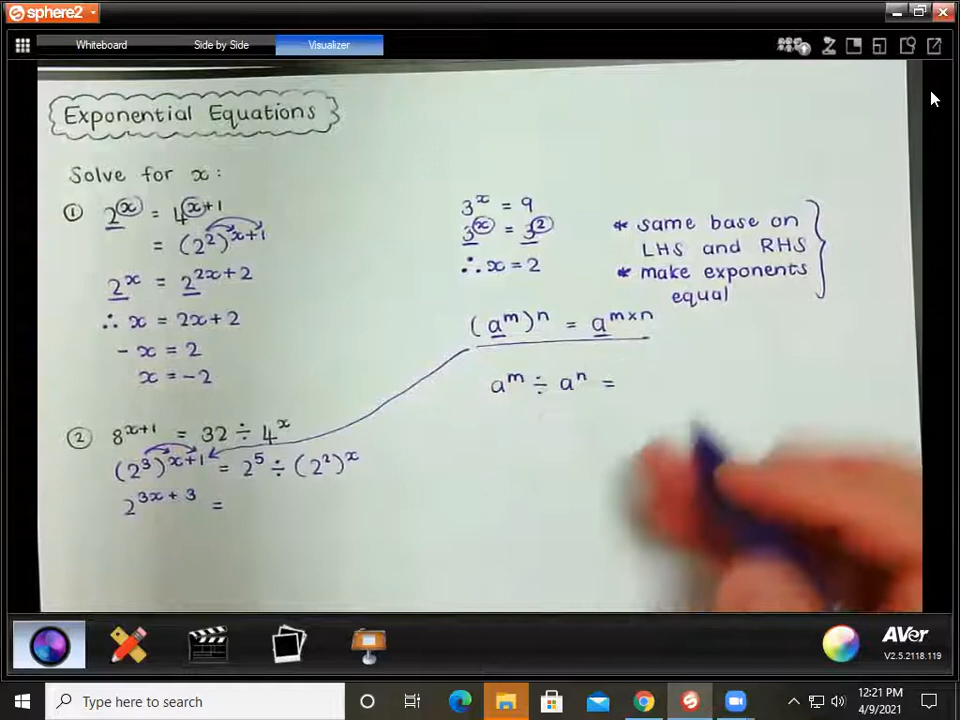 sphere2
Whiteboard
Side by Side
Visualizer
Exponential Equations
Solve for x:
① 2^x = 4^(x+1)
= (2^2)^(x+1)
2^x = 2^(2x+2)
∴ x = 2x+2
-x = 2
x = -2
3^x = 9
3^x = 3^2
∴ x = 2
* same base on
LHS and RHS
* make exponents
equal
(a^m)^n = a^(m×n)
a^m ÷ a^n =
② 8^(x+1) = 32 ÷ 4^x
(2^3)^(x+1) = 2^5 ÷ (2^2)^x
2^(3x+3) =
AVer
V2.5.2118.119
Type here to search
12:21 PM
4/9/2021